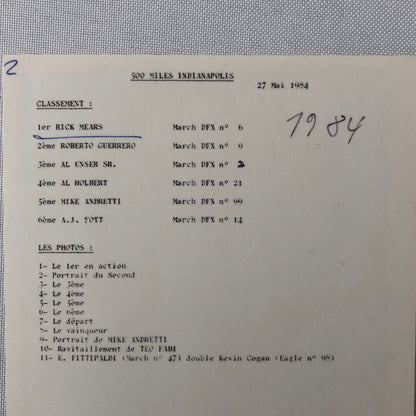 2
500 MILES INDIANAPOLIS
27 Mai 1984
CLASSEMENT :
1984
1er RICK MEARS March DFX n° 6
2ème ROBERTO GUERRERO March DFX n° 9
3ème AL UNSER SR. March DFX n° 2
4ème AL HOLBERT March DFX n° 21
5ème MIKE ANDRETTI March DFX n° 99
6ème A.J. FOTT March DFX n° 14
LES PHOTOS :
1- Le 1er en action
2- Portrait du Second
3- Le 3ème
4- Le 4ème
5- Le 5ème
6- Le 6ème
7- Le départ
8- Le vainqueur
9- Portrait de MIKE ANDRETTI
10- Ravitaillement de TEO FABI
11- E. FITTIPALDI (March n° 47) double Kevin Cogan (Eagle n° 98)